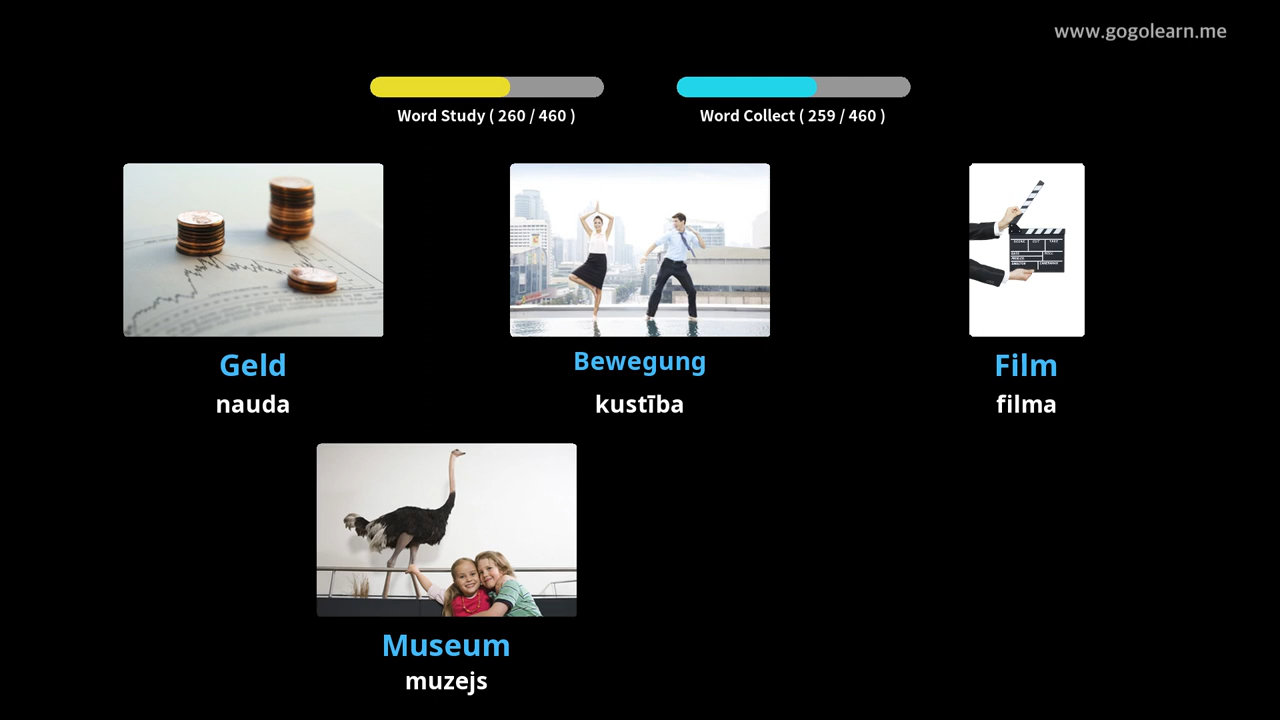 www.gogolearn.me
Word Study ( 260 / 460 )
Word Collect ( 259 / 460 )
Geld
nauda
Bewegung
kustība
Film
filma
Museum
muzejs